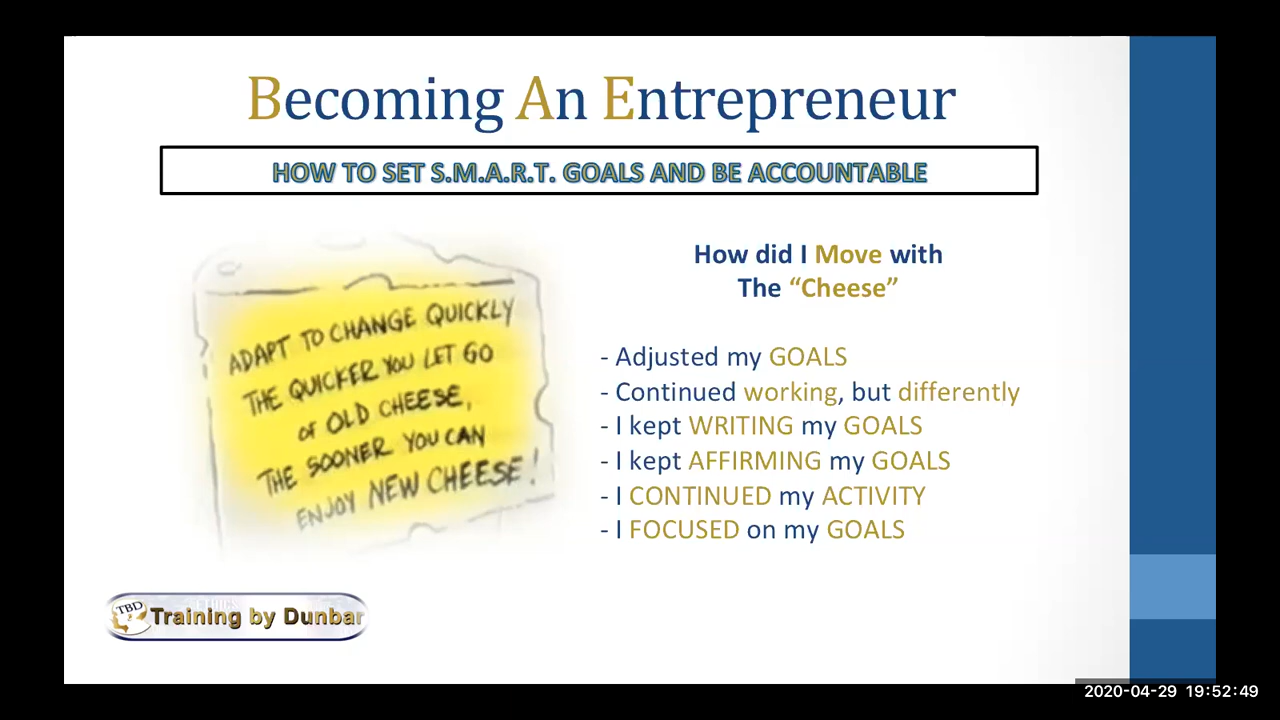 Becoming An Entrepreneur
HOW TO SET S.M.A.R.T. GOALS AND BE ACCOUNTABLE
ADAPT TO CHANGE QUICKLY
THE QUICKER YOU LET GO
OF OLD CHEESE,
THE SOONER YOU CAN
ENJOY NEW CHEESE!
How did I Move with
The “Cheese”
- Adjusted my GOALS
- Continued working, but differently
- I kept WRITING my GOALS
- I kept AFFIRMING my GOALS
- I CONTINUED my ACTIVITY
- I FOCUSED on my GOALS
TBD
Training by Dunbar
2020-04-29 19:52:49